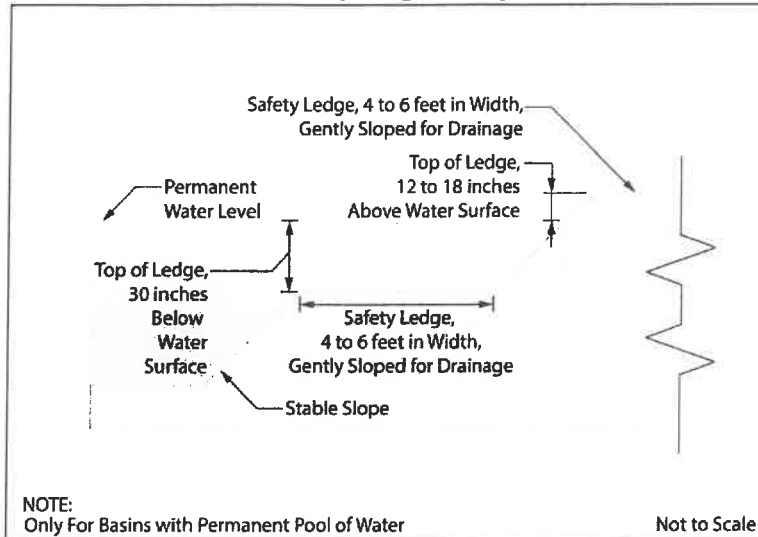 Safety Ledge, 4 to 6 feet in Width,
Gently Sloped for Drainage
Top of Ledge,
12 to 18 inches
Above Water Surface
Permanent
Water Level
Top of Ledge,
30 inches
Below
Water
Surface
Safety Ledge,
4 to 6 feet in Width,
Gently Sloped for Drainage
Stable Slope
NOTE:
Only For Basins with Permanent Pool of Water
Not to Scale